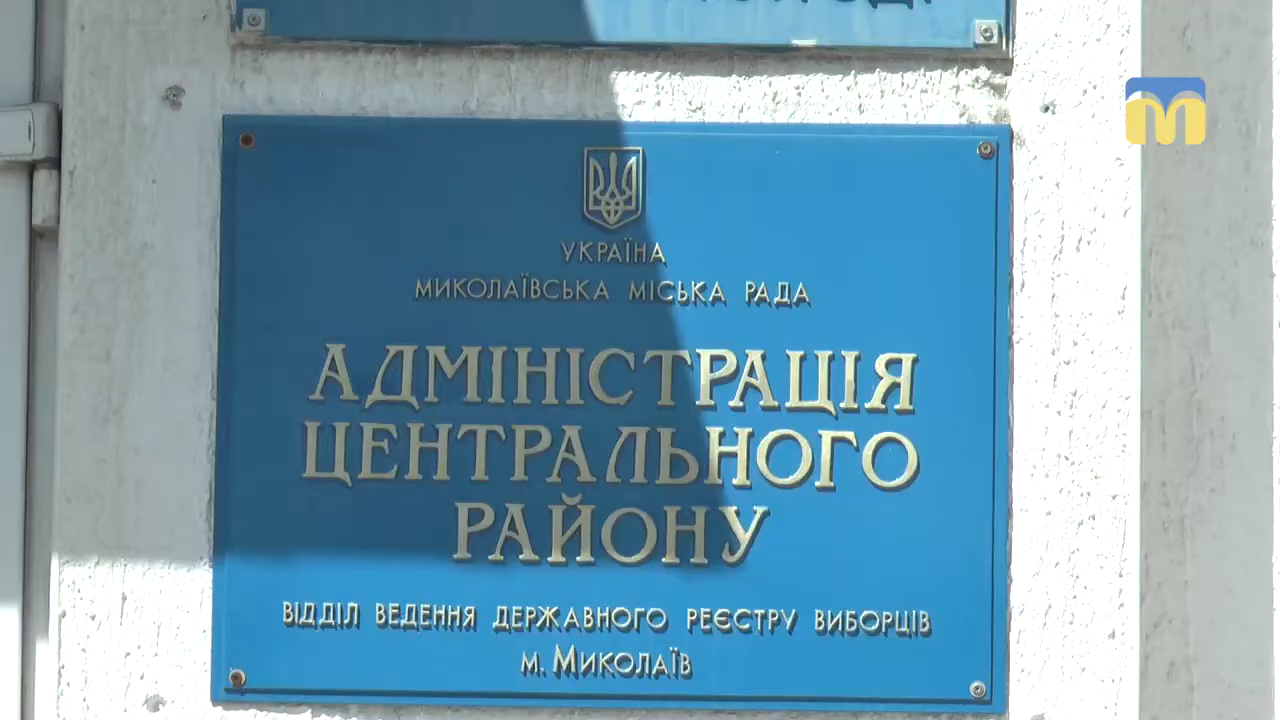 УКРАЇНА
МИКОЛАЇВСЬКА МІСЬКА РАДА
АДМІНІСТРАЦІЯ
ЦЕНТРАЛЬНОГО
РАЙОНУ
ВІДДІЛ ВЕДЕННЯ ДЕРЖАВНОГО РЕЄСТРУ ВИБОРЦІВ
м. Миколаїв